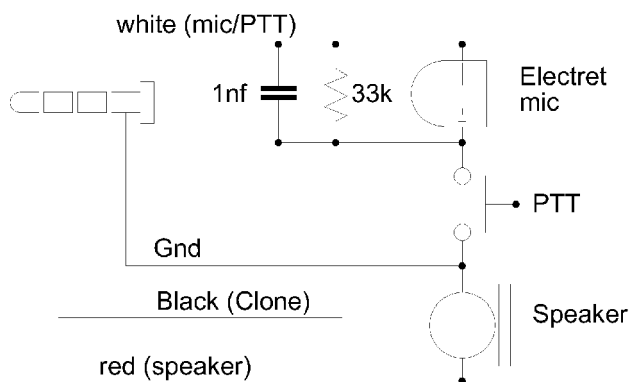 white (mic/PTT)
1nf
33k
Electret
mic
PTT
Gnd
Black (Clone)
Speaker
red (speaker)